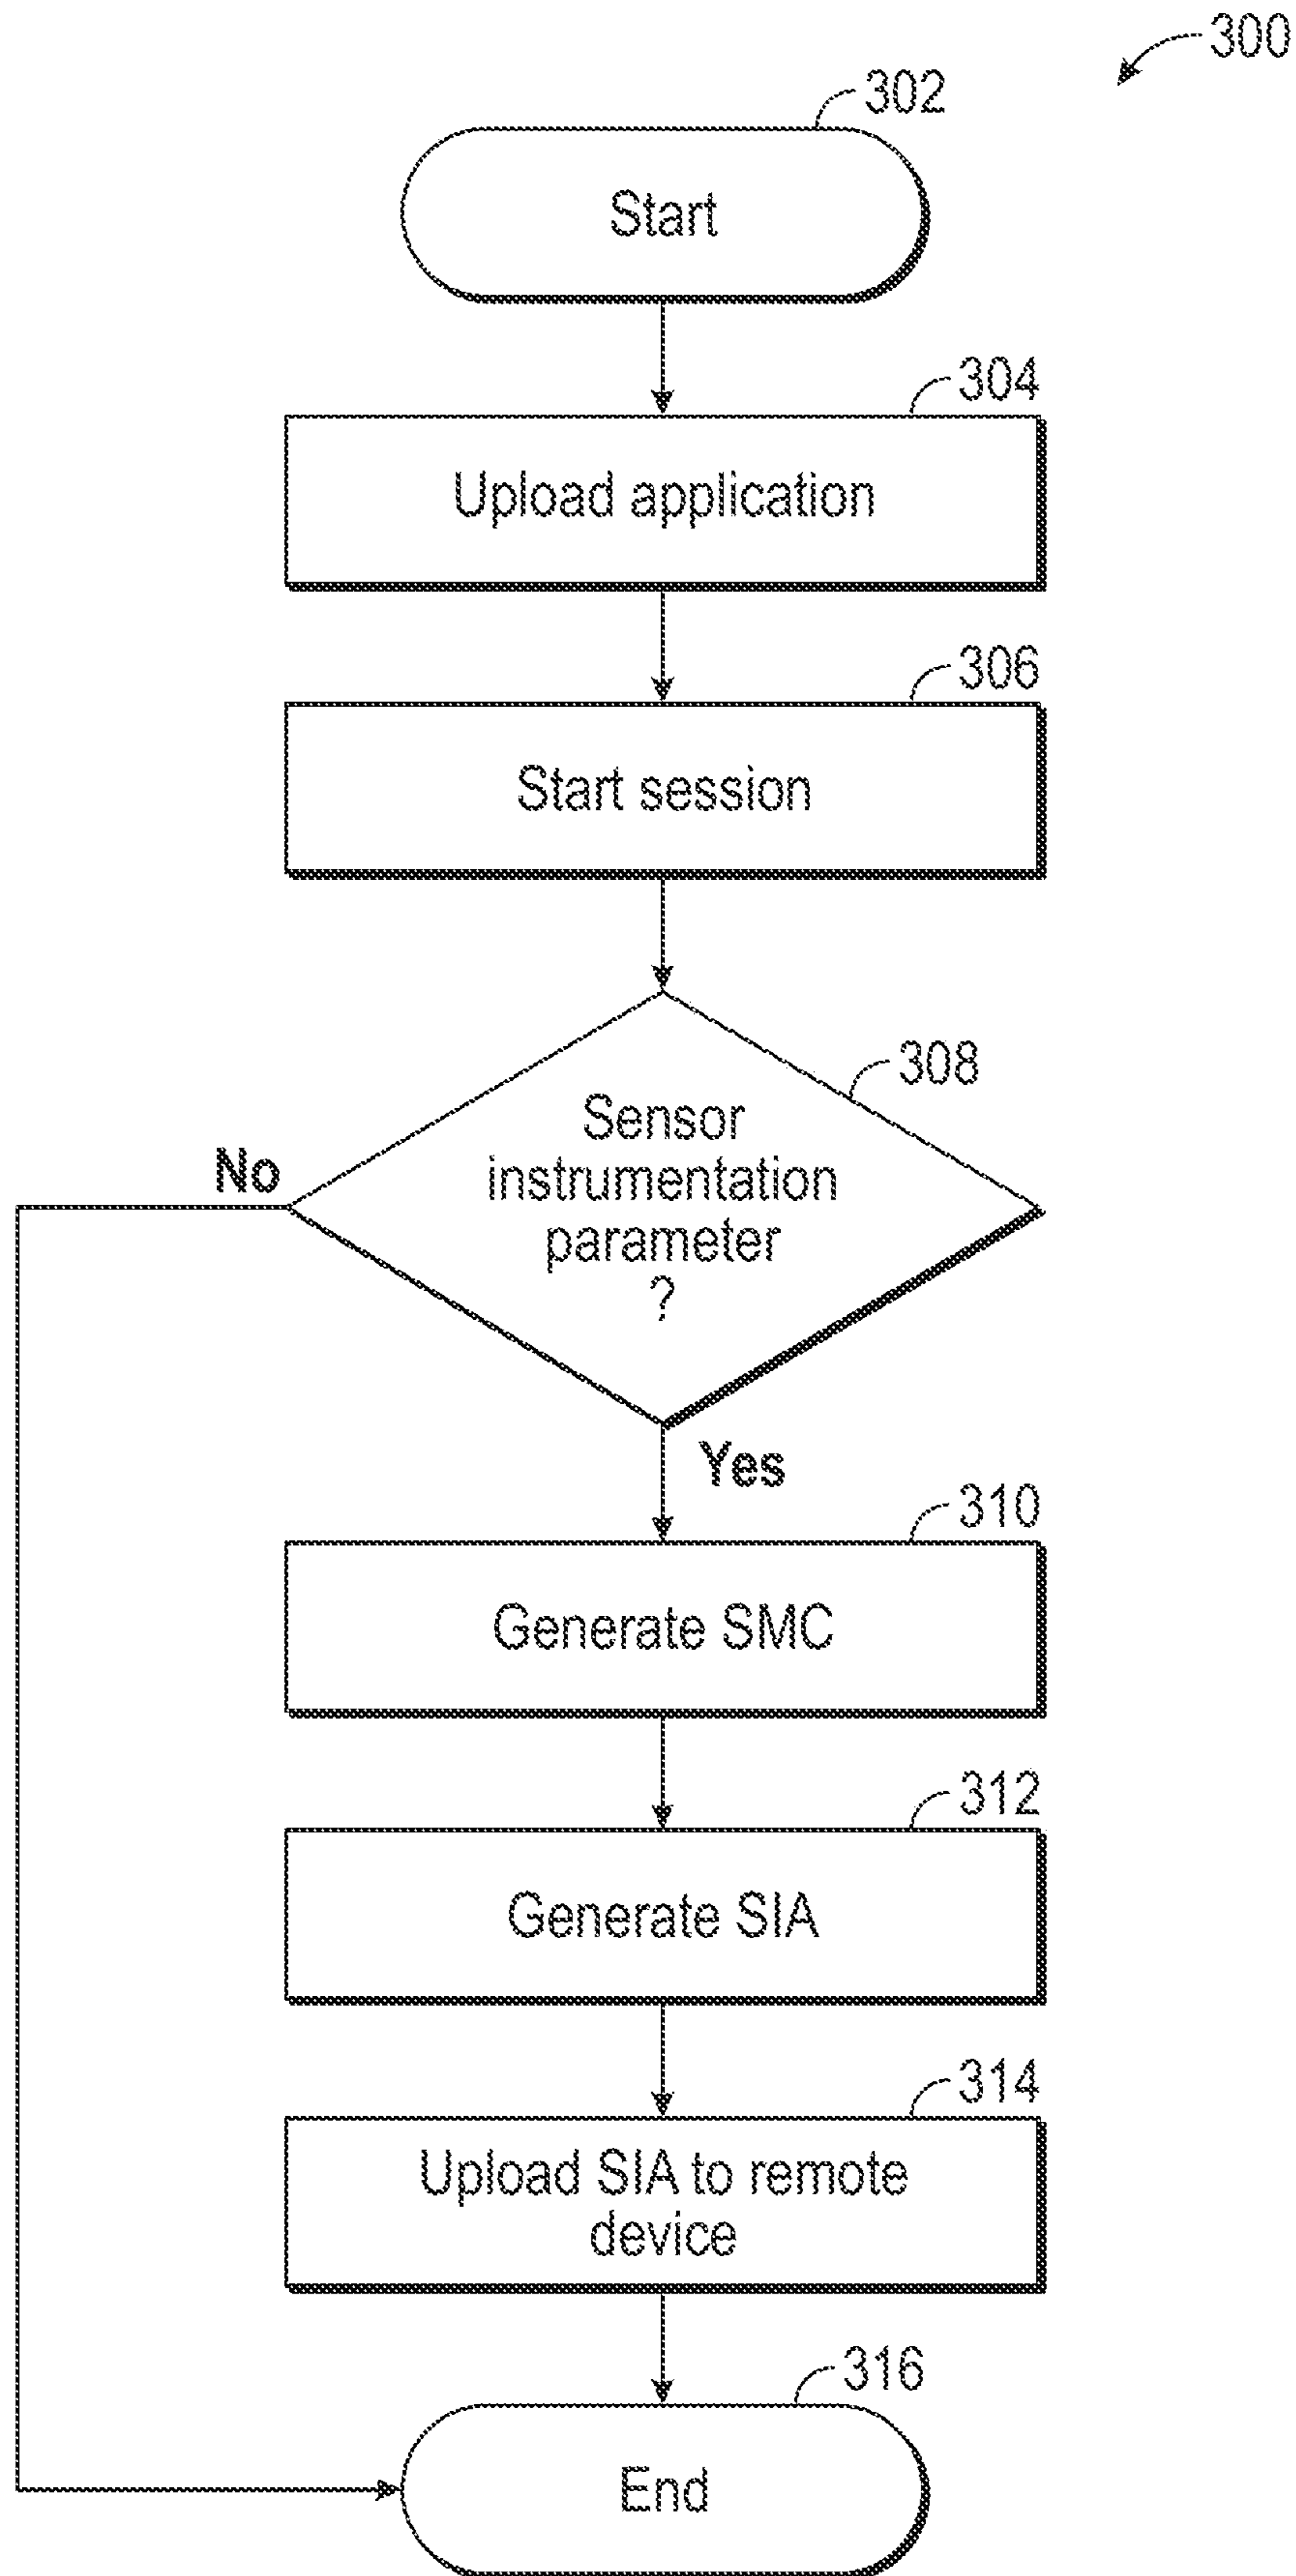 300
302
Start
304
Upload application
306
Start session
308
Sensor
instrumentation
parameter
?
No
Yes
310
Generate SMC
312
Generate SIA
314
Upload SIA to remote
device
316
End